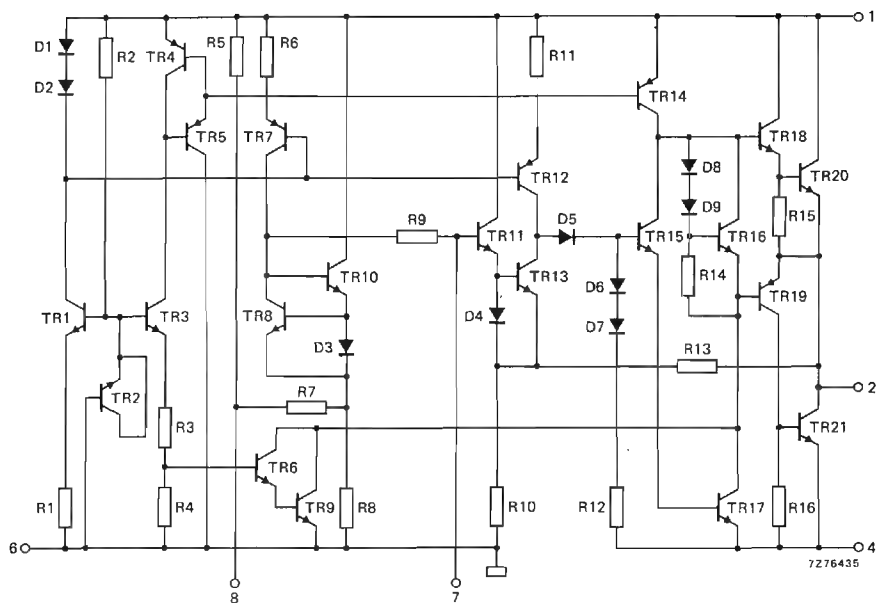 R5 R6 1
D1 R2 TR4 R11
D2 TR14
TR5 TR7 TR18
TR12 D8 TR20
R9 D5 D9 R15
TR11 TR15 TR16
TR10 TR13 D6 R14 TR19
TR1 TR3 TR8 D4 D7
D3 R13
TR2 R7 2
R3 TR21
TR6
R1 R4 TR9 R8 R10 R12 TR17 R16
6 4
7Z76435
8 7